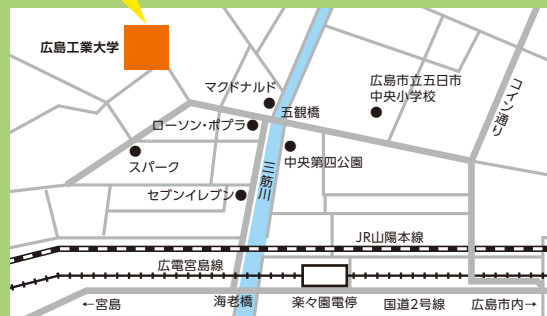 広島工業大学
マクドナルド
広島市立五日市
中央小学校
コイン通り
五観橋
ローソン・ポプラ
スパーク
中央第四公園
三筋川
セブンイレブン
JR山陽本線
広電宮島線
←宮島
海老橋
楽々園電停
国道2号線
広島市内→